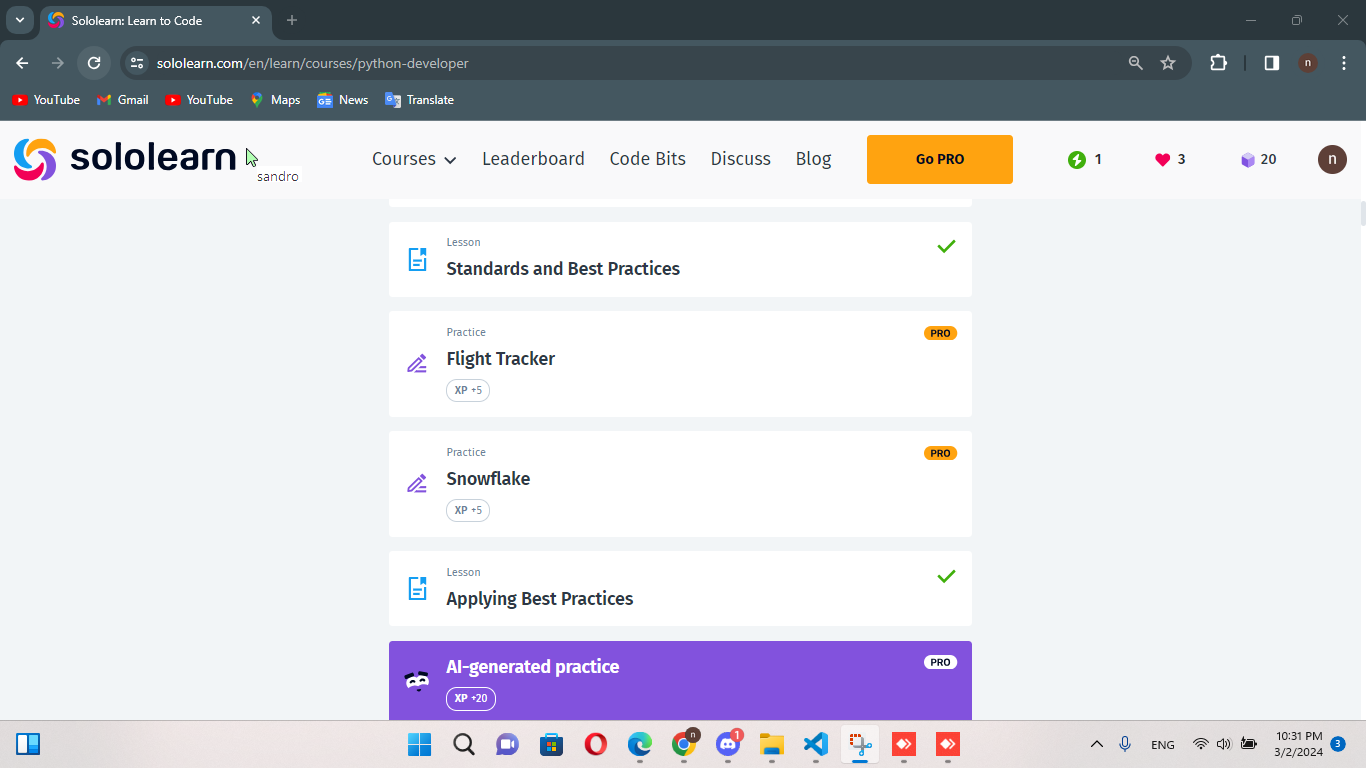 Sololearn: Learn to Code
sololearn.com/en/learn/courses/python-developer
n
YouTube
Gmail
YouTube
Maps
News
Translate
sololearn
sandro
Courses
Leaderboard
Code Bits
Discuss
Blog
Go PRO
1
3
20
n
Lesson
Standards and Best Practices
Practice
PRO
Flight Tracker
XP +5
Practice
PRO
Snowflake
XP +5
Lesson
Applying Best Practices
AI-generated practice
PRO
XP +20
n
1
ENG
10:31 PM
3/2/2024
3